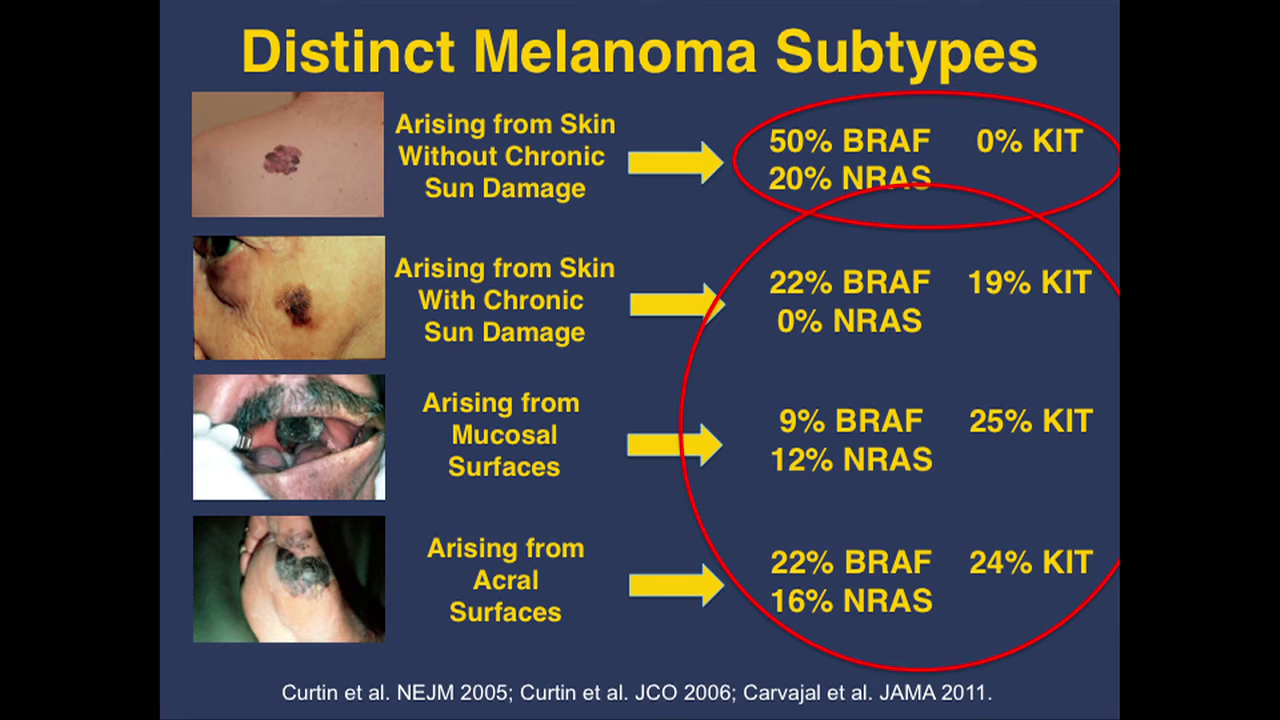 Distinct Melanoma Subtypes
Arising from Skin
Without Chronic
Sun Damage
50% BRAF 0% KIT
20% NRAS
Arising from Skin
With Chronic
Sun Damage
22% BRAF 19% KIT
0% NRAS
Arising from
Mucosal
Surfaces
9% BRAF 25% KIT
12% NRAS
Arising from
Acral
Surfaces
22% BRAF 24% KIT
16% NRAS
Curtin et al. NEJM 2005; Curtin et al. JCO 2006; Carvajal et al. JAMA 2011.